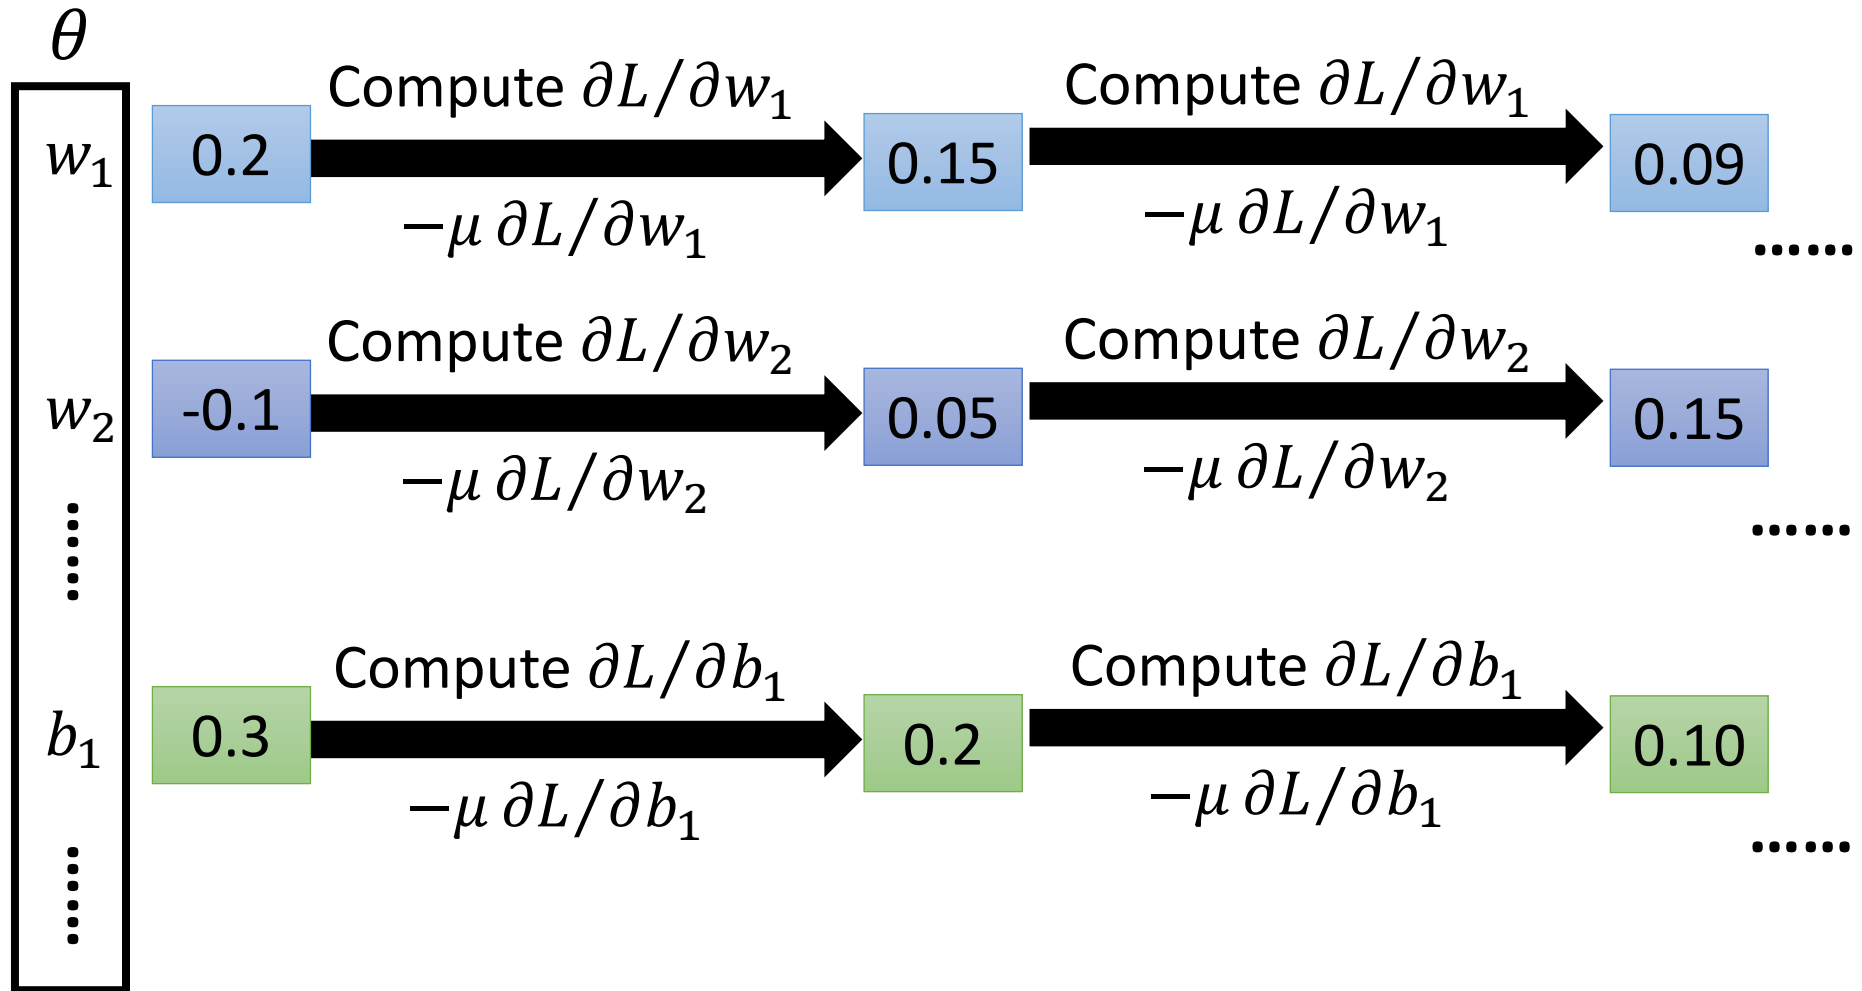 θ
Compute ∂L/∂w₁ Compute ∂L/∂w₁
w₁ 0.2 0.15 0.09
−μ ∂L/∂w₁ −μ ∂L/∂w₁
……
Compute ∂L/∂w₂ Compute ∂L/∂w₂
w₂ -0.1 0.05 0.15
−μ ∂L/∂w₂ −μ ∂L/∂w₂
…… ……
Compute ∂L/∂b₁ Compute ∂L/∂b₁
b₁ 0.3 0.2 0.10
−μ ∂L/∂b₁ −μ ∂L/∂b₁
…… ……